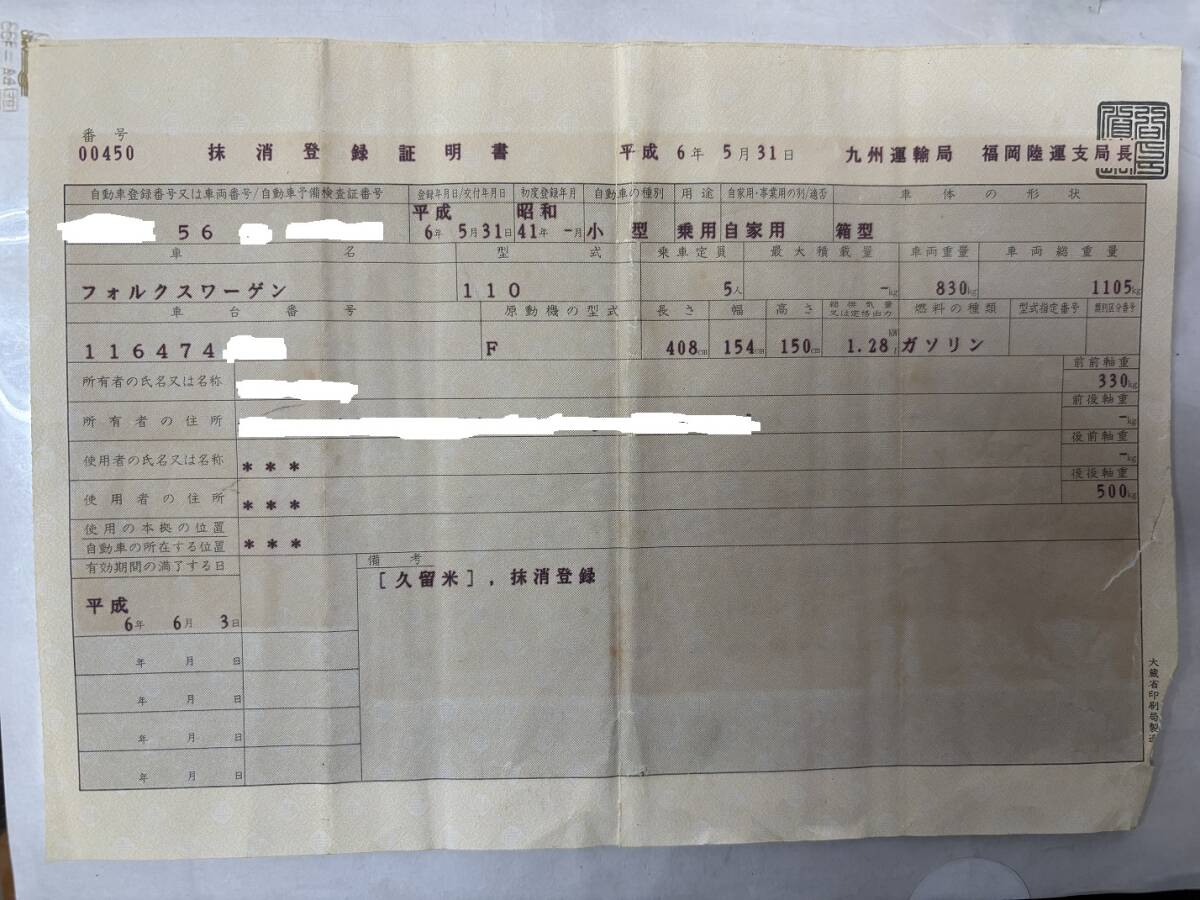 番号
00450 抹消登録証明書 平成 6年 5月31日 九州運輸局 福岡陸運支局長
自動車登録番号又は車両番号/自動車予備検査証番号 登録年月日/交付年月日 初度登録年月 自動車の種別 用途 自家用・事業用の別/適否 車体の形状
56 平成 6年 5月31日 昭和 41年 -月 小型 乗用 自家用 箱型
車名 型式 乗車定員 最大積載量 車両重量 車両総重量
フォルクスワーゲン 110 5人 -kg 830kg 1105kg
車台番号 原動機の型式 長さ 幅 高さ 総排気量又は定格出力 燃料の種類 型式指定番号 類別区分番号
116474 F 408cm 154cm 150cm 1.28 kW l ガソリン
所有者の氏名又は名称 前前軸重
330kg
所有者の住所 前後軸重
-kg
使用者の氏名又は名称 *** 後前軸重
-kg
使用者の住所 *** 後後軸重
500kg
使用の本拠の位置
自動車の所在する位置 ***
有効期間の満了する日 備考
[久留米],抹消登録
平成
6年 6月 3日
年 月 日
年 月 日
年 月 日
年 月 日
大蔵省印刷局製造